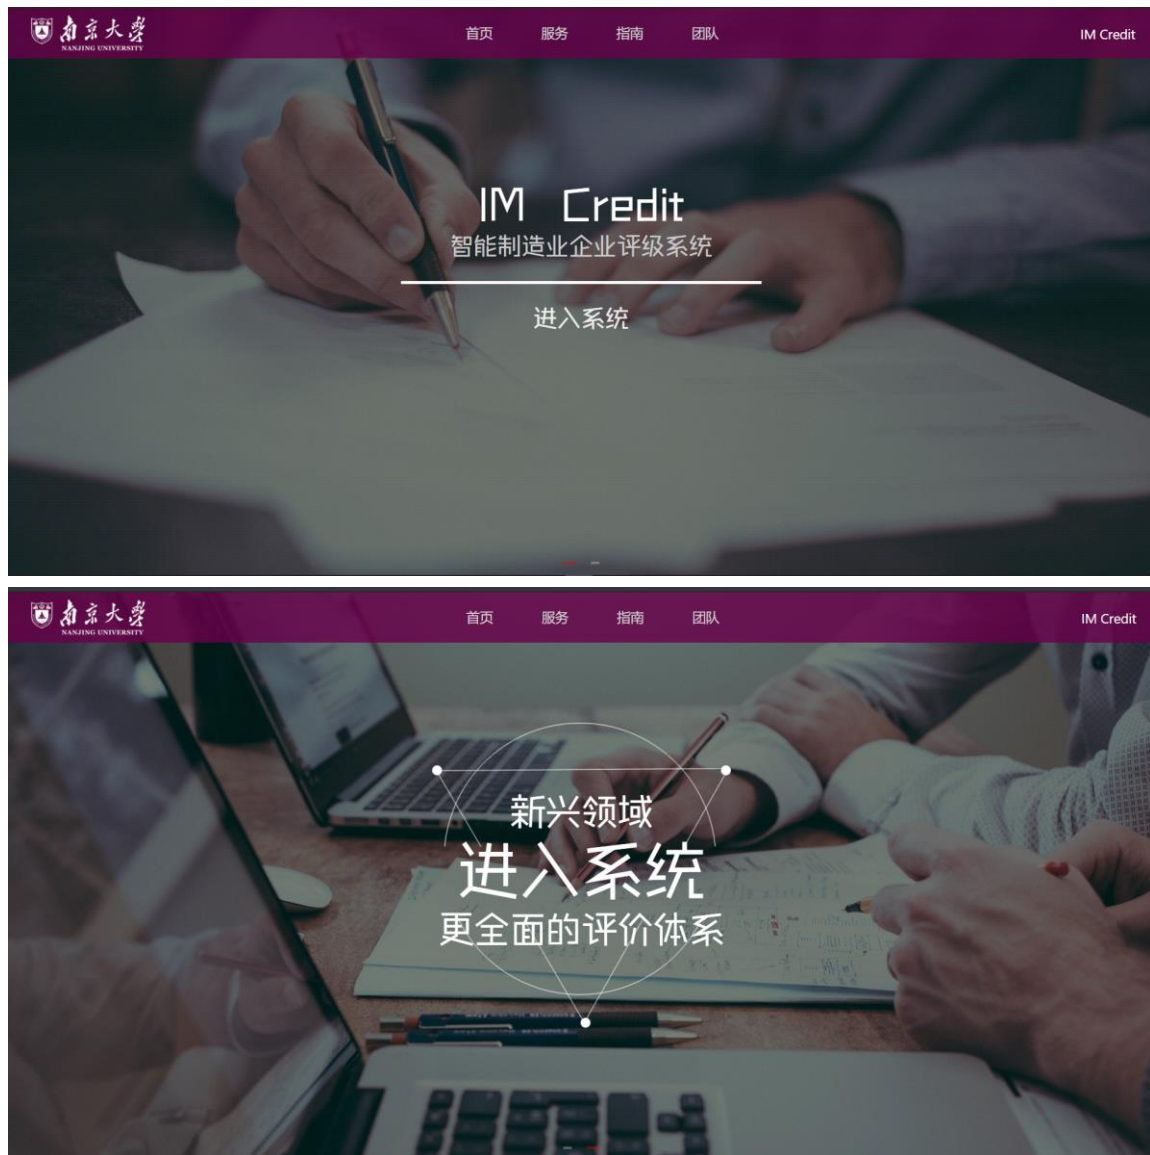 南京大学
NANJING UNIVERSITY
首页 服务 指南 团队
IM Credit
IM Credit
智能制造业企业评级系统
进入系统
南京大学
NANJING UNIVERSITY
首页 服务 指南 团队
IM Credit
新兴领域
进入系统
更全面的评价体系